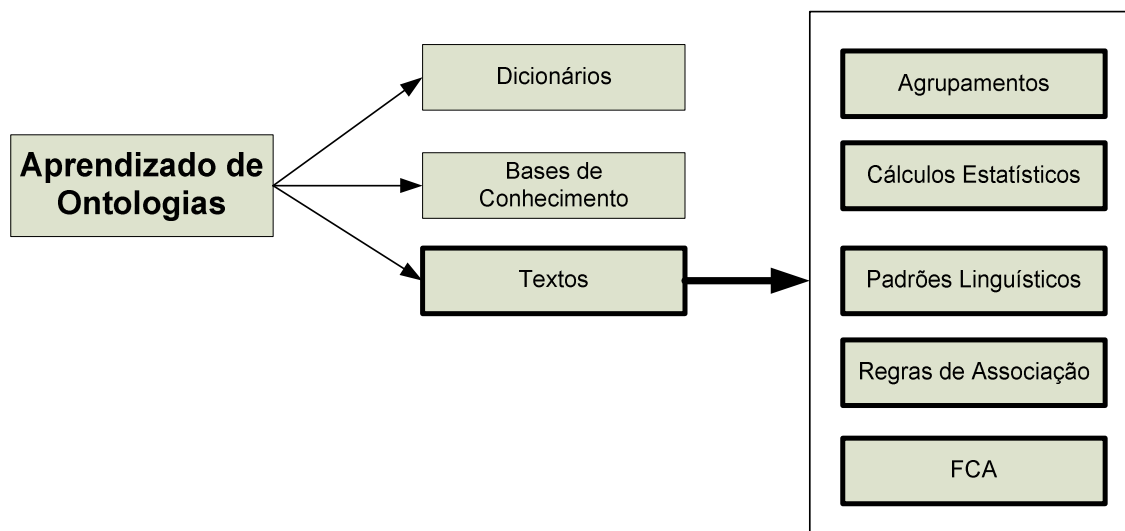 Aprendizado de
Ontologias
Dicionários
Bases de
Conhecimento
Textos
Agrupamentos
Cálculos Estatísticos
Padrões Linguísticos
Regras de Associação
FCA